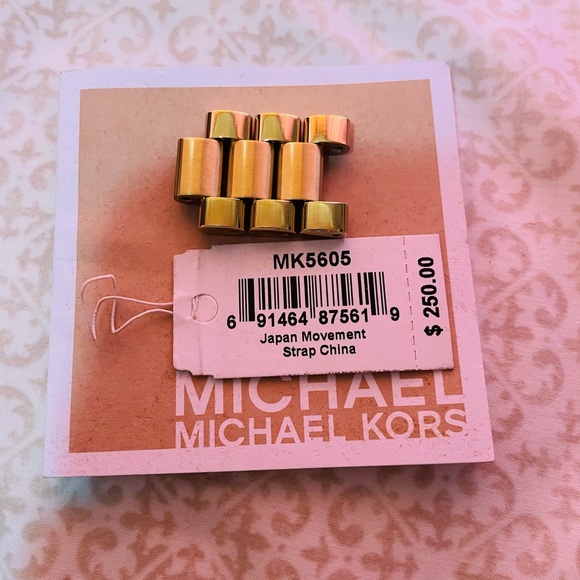 MK5605
6 91464 87561 9
Japan Movement
Strap China
$ 250.00
MICHAEL
MICHAEL KORS